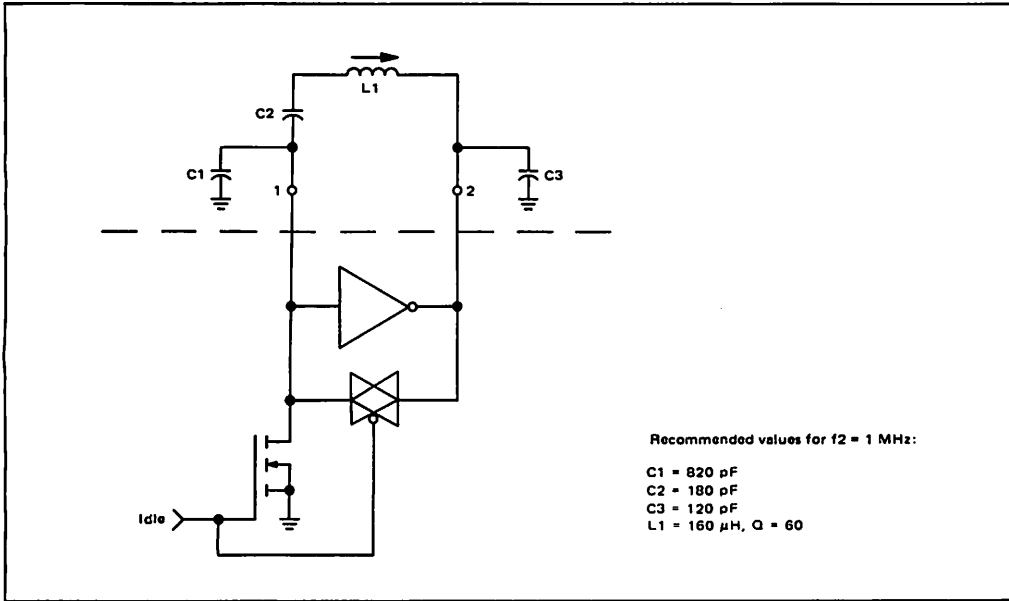 L1
C2
C1
1
2
C3
Idle
Recommended values for f2 = 1 MHz:
C1 = 820 pF
C2 = 180 pF
C3 = 120 pF
L1 = 160 μH, Q = 60